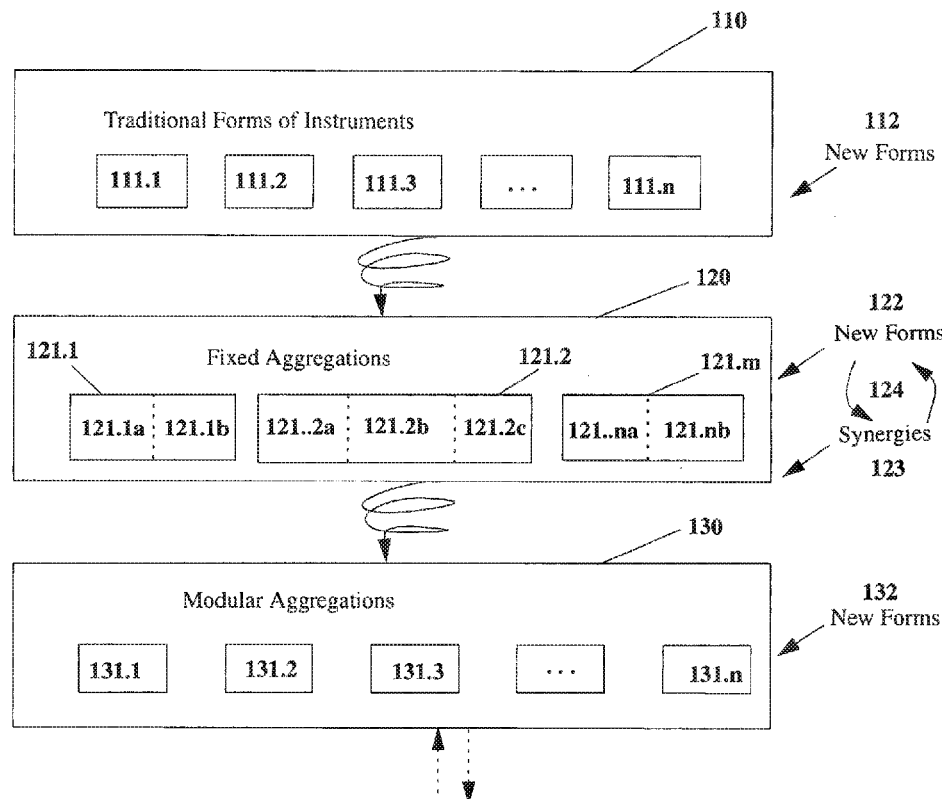 110
Traditional Forms of Instruments
112
New Forms
111.1 111.2 111.3 ... 111.n
120
122
New Forms
121.1
Fixed Aggregations
121.2
121.m
124
121.1a 121.1b 121..2a 121.2b 121.2c 121..na 121.nb
Synergies
123
130
Modular Aggregations
132
New Forms
131.1 131.2 131.3 ... 131.n